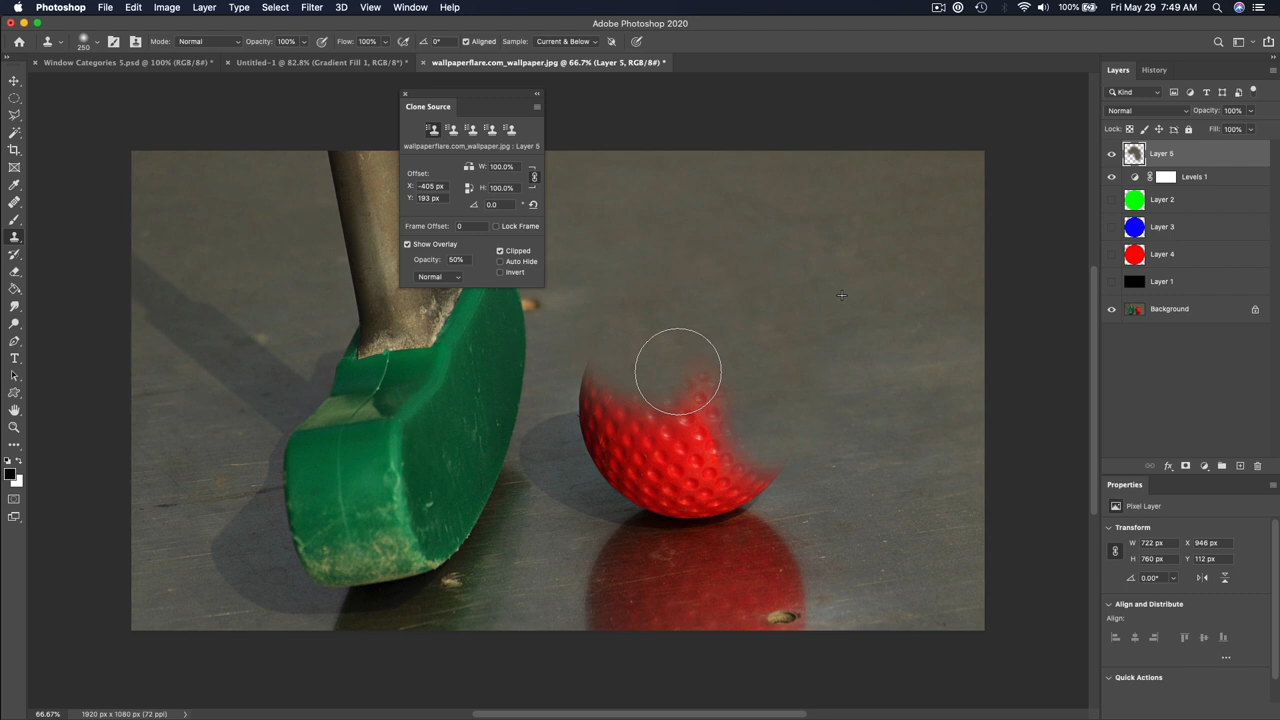 Photoshop File Edit Image Layer Type Select Filter 3D View Window Help 100% Fri May 29 7:49 AM
Adobe Photoshop 2020
250 Mode: Normal Opacity: 100% Flow: 100% 0° Aligned Sample: Current & Below
Window Categories 5.psd @ 100% (RGB/8#) * Untitled-1 @ 82.8% (Gradient Fill 1, RGB/8*) * wallpaperflare.com_wallpaper.jpg @ 66.7% (Layer 5, RGB/8#) *
Clone Source
wallpaperflare.com_wallpaper.jpg : Layer 5
Offset: W: 100.0%
X: -405 px H: 100.0%
Y: 193 px 0.0 °
Frame Offset: 0 Lock Frame
Show Overlay Clipped
Opacity: 50% Auto Hide
Normal Invert
Layers History
Kind
Normal Opacity: 100%
Lock: Fill: 100%
Layer 5
Levels 1
Layer 2
Layer 3
Layer 4
Layer 1
Background
Properties
Pixel Layer
Transform
W 722 px X 946 px
H 760 px Y 112 px
0.00°
Align and Distribute
Align:
Quick Actions
66.67% 1920 px x 1080 px (72 ppi)